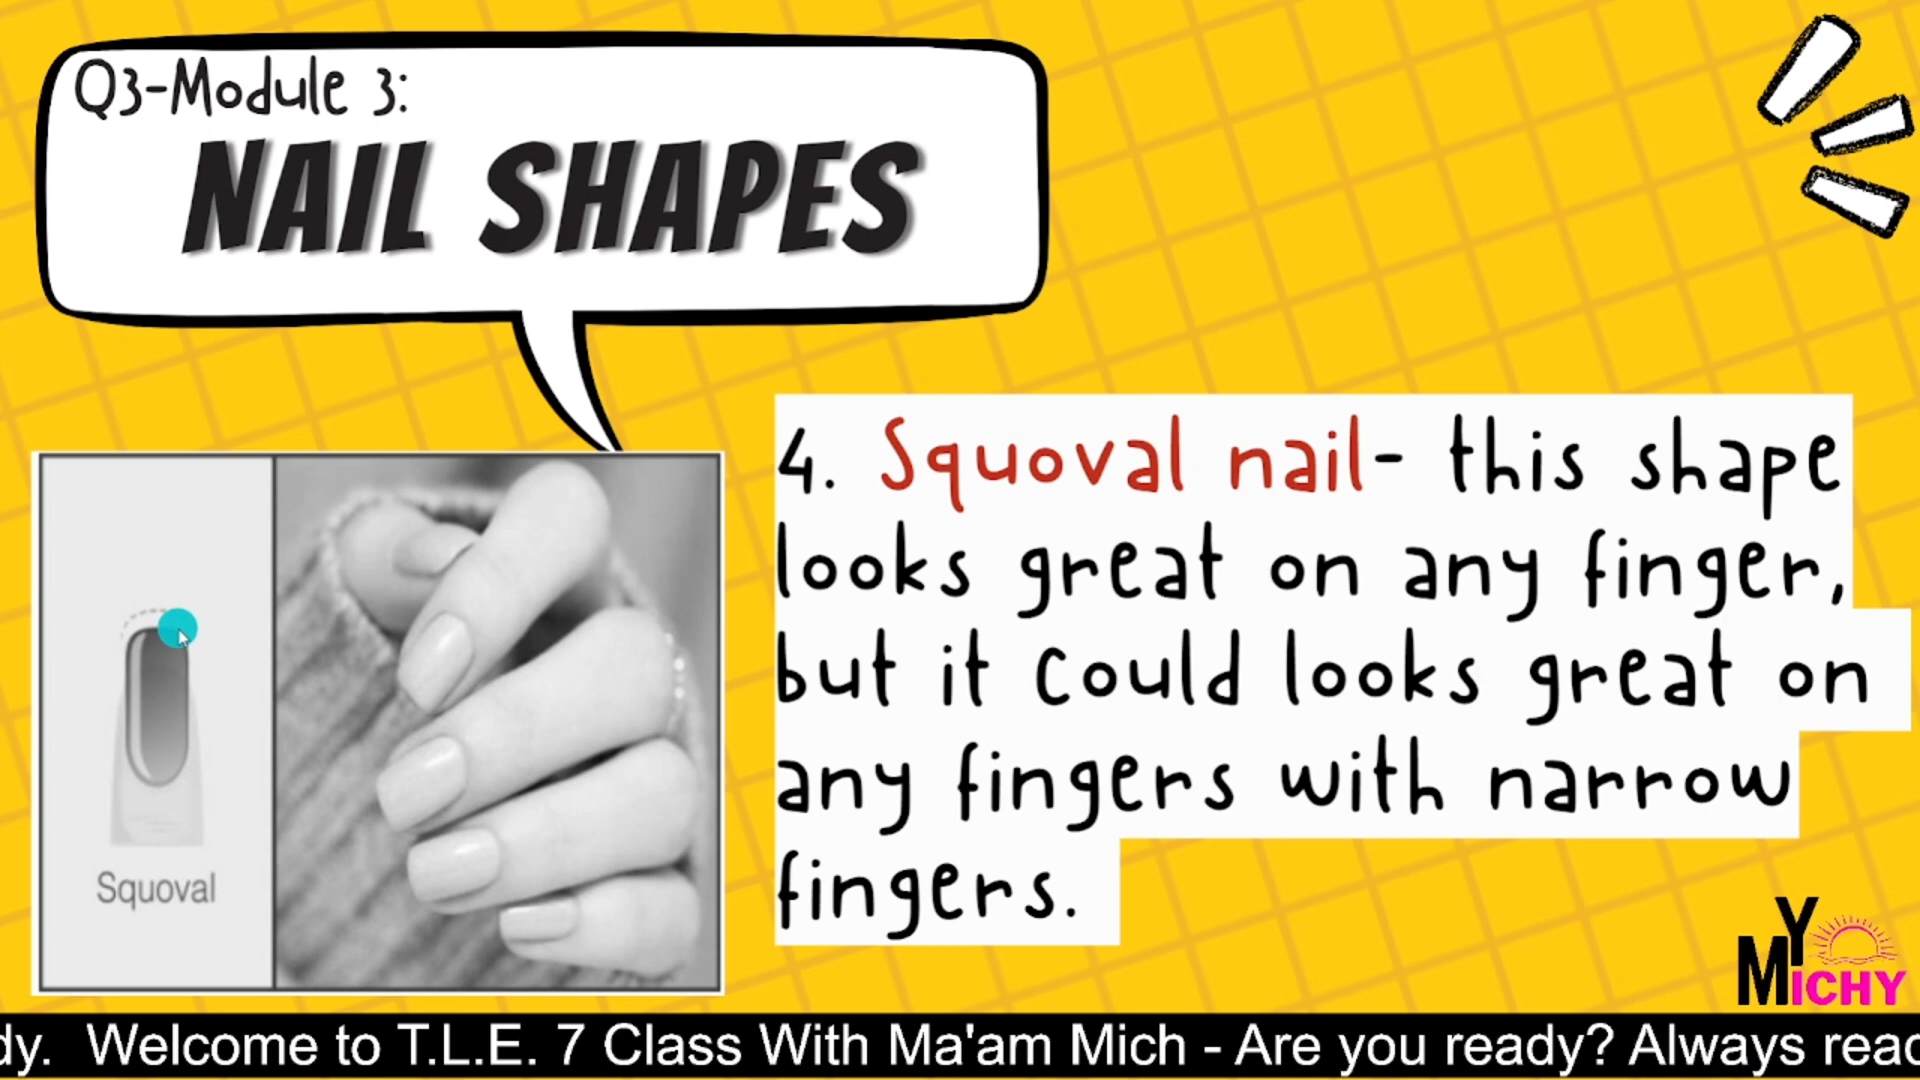 Q3-Module 3:
NAIL SHAPES
4. Squoval nail- this shape
looks great on any finger,
but it could looks great on
any fingers with narrow
fingers.
Squoval
MY
MICHY
dy. Welcome to T.L.E. 7 Class With Ma'am Mich - Are you ready? Always